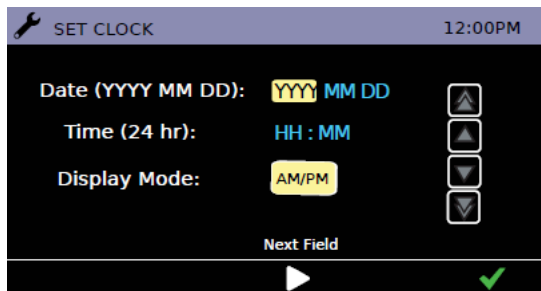 SET CLOCK 12:00PM
Date (YYYY MM DD): YYYY MM DD
Time (24 hr): HH : MM
Display Mode: AM/PM
Next Field